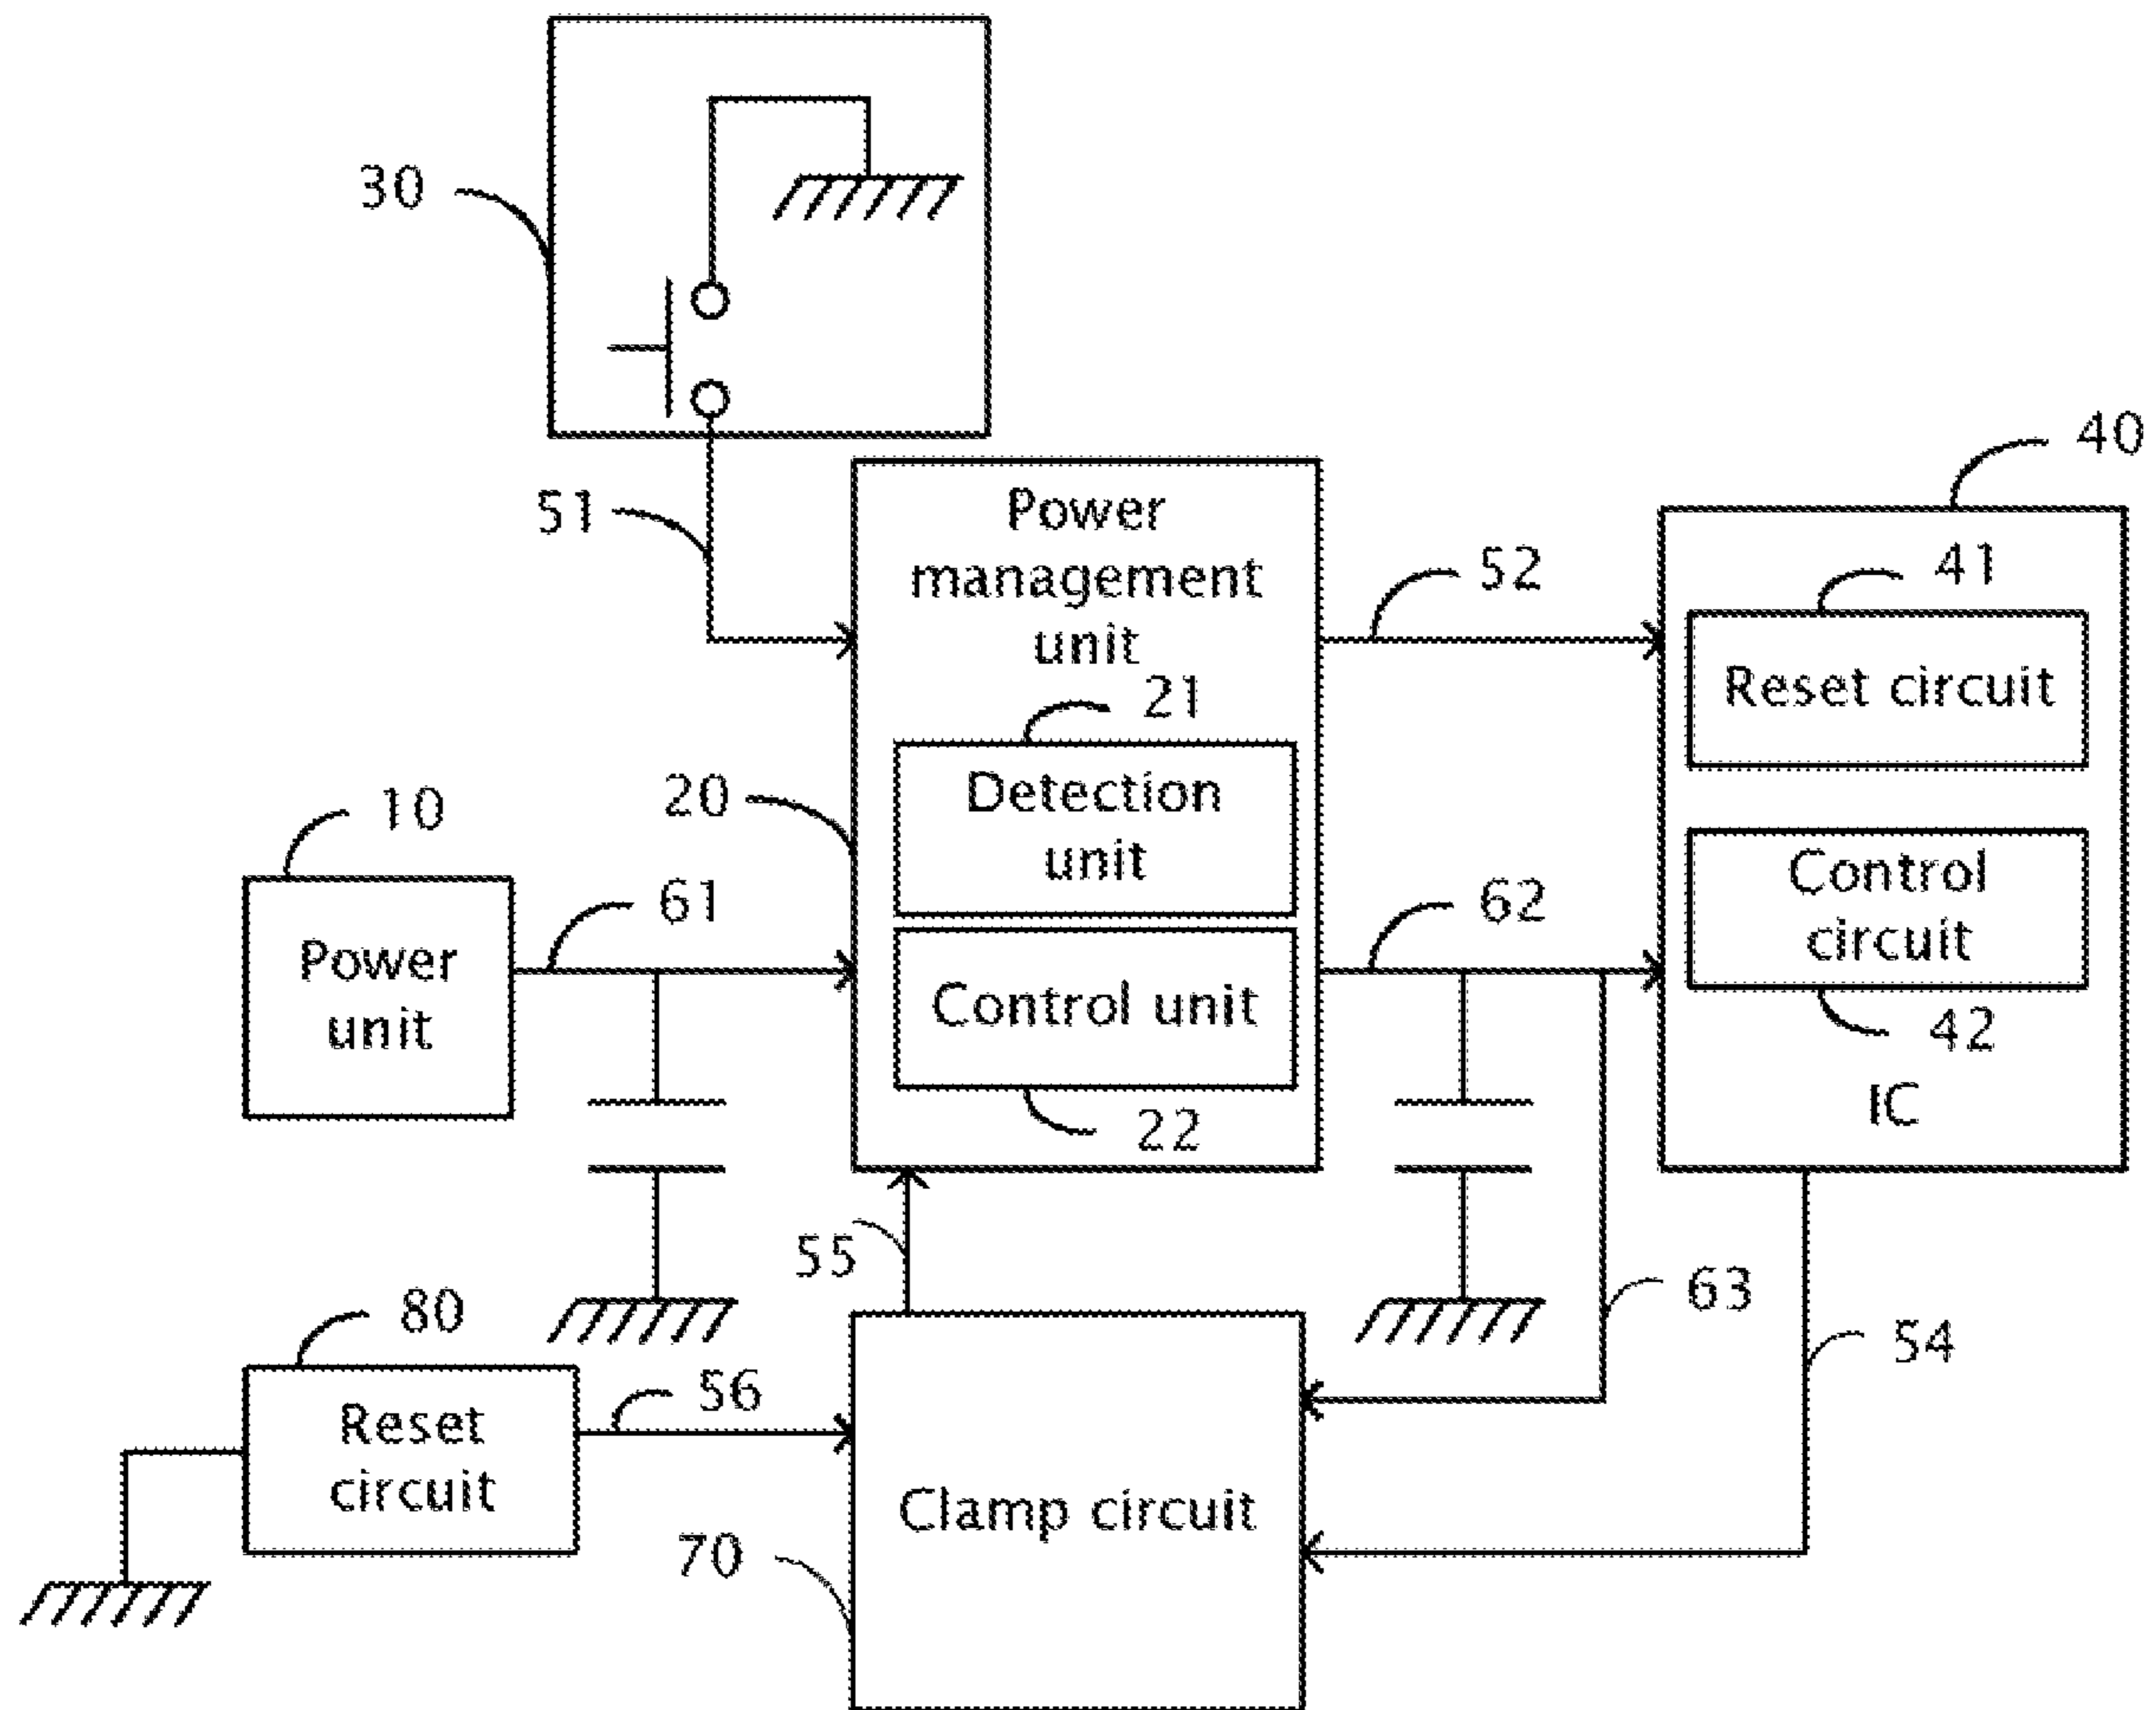 30
40
51
Power
management
unit
52
41
Reset circuit
21
20
Detection
unit
10
61
62
Control
circuit
Power
unit
Control unit
42
IC
22
55
63
80
54
56
Reset
circuit
Clamp circuit
70